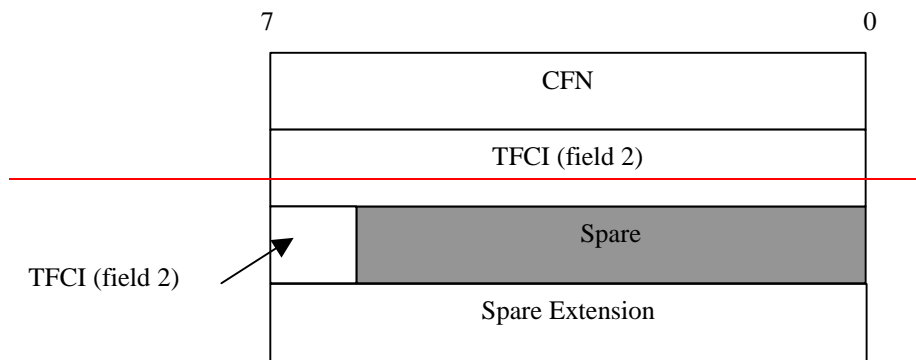 7 0
CFN
TFCI (field 2)
Spare
TFCI (field 2)
Spare Extension